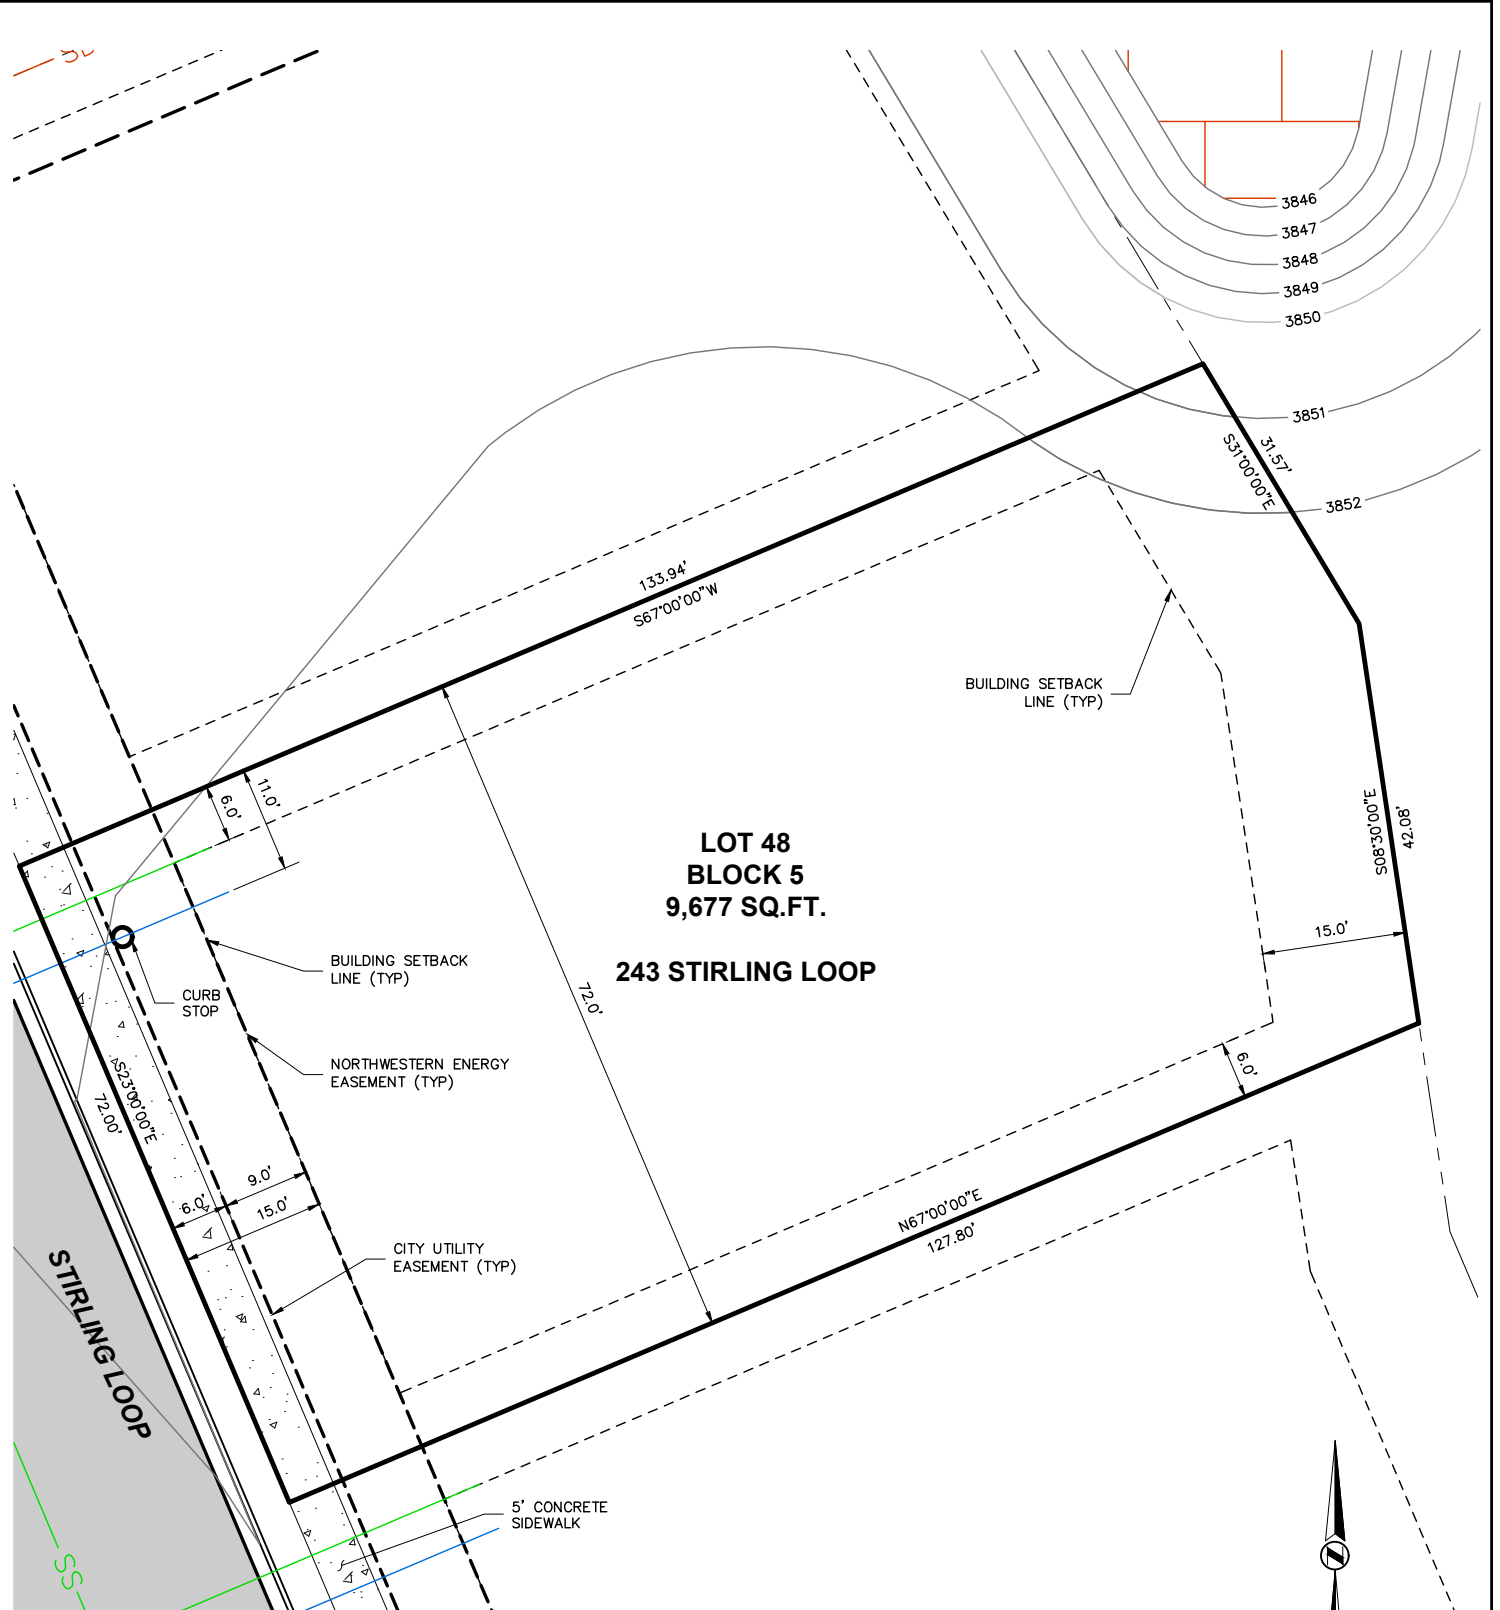 3846
3847
3848
3849
3850
3851
3852
31.57'
S31°00'00"E
133.94'
S67°00'00"W
BUILDING SETBACK
LINE (TYP)
11.0'
6.0'
LOT 48
BLOCK 5
9,677 SQ.FT.
243 STIRLING LOOP
S08°30'00"E
42.08'
15.0'
BUILDING SETBACK
LINE (TYP)
CURB
STOP
72.0'
NORTHWESTERN ENERGY
EASEMENT (TYP)
S23°00'00"E
72.00'
6.0'
9.0'
6.0'
15.0'
N67°00'00"E
127.80'
CITY UTILITY
EASEMENT (TYP)
STIRLING LOOP
5' CONCRETE
SIDEWALK
SS